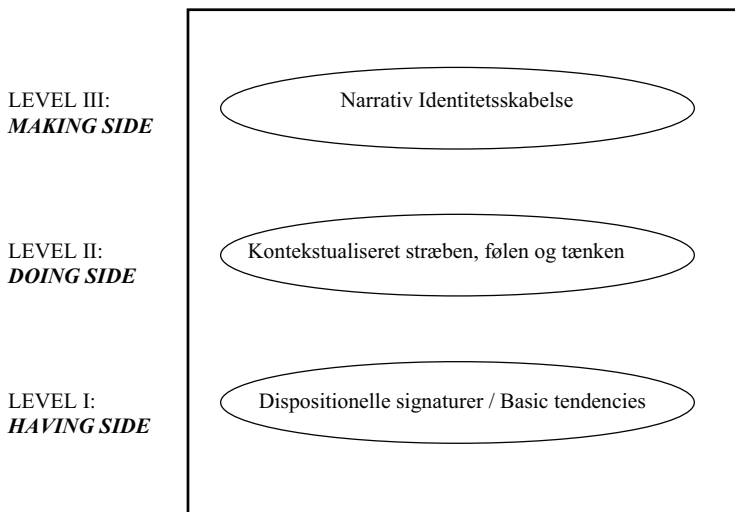 LEVEL III:
MAKING SIDE
Narrativ Identitetsskabelse
LEVEL II:
DOING SIDE
Kontekstualiseret stræben, følen og tænken
LEVEL I:
HAVING SIDE
Dispositionelle signaturer / Basic tendencies